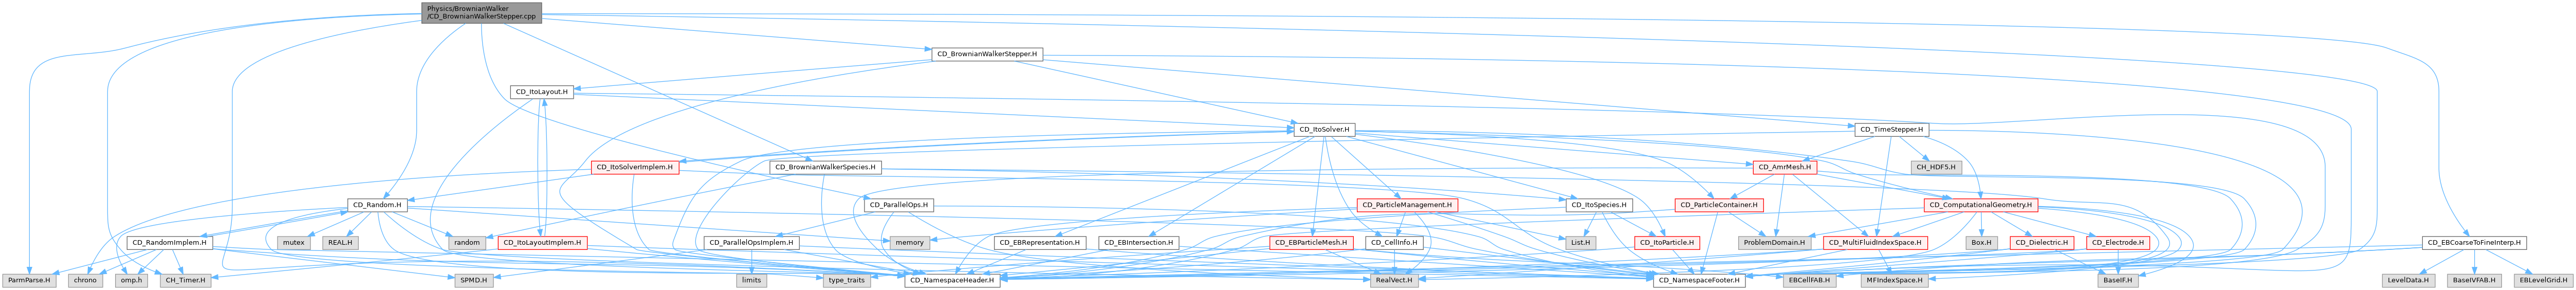 Physics/BrownianWalker
/CD_BrownianWalkerStepper.cpp
CD_BrownianWalkerStepper.H
CD_ItoLayout.H
CD_ItoSolver.H
CD_TimeStepper.H
CD_ItoSolverImplem.H
CD_BrownianWalkerSpecies.H
CD_AmrMesh.H
CH_HDF5.H
CD_Random.H
CD_ParallelOps.H
CD_ParticleManagement.H
CD_ItoSpecies.H
CD_ParticleContainer.H
CD_ComputationalGeometry.H
CD_RandomImplem.H
mutex
REAL.H
random
CD_ItoLayoutImplem.H
CD_ParallelOpsImplem.H
memory
CD_EBRepresentation.H
CD_EBIntersection.H
CD_EBParticleMesh.H
CD_CellInfo.H
List.H
CD_ItoParticle.H
ProblemDomain.H
CD_MultiFluidIndexSpace.H
Box.H
CD_Dielectric.H
CD_Electrode.H
CD_EBCoarseToFineInterp.H
ParmParse.H
chrono
omp.h
CH_Timer.H
SPMD.H
limits
type_traits
CD_NamespaceHeader.H
RealVect.H
CD_NamespaceFooter.H
EBCellFAB.H
MFIndexSpace.H
BaseIF.H
LevelData.H
BaseIVFAB.H
EBLevelGrid.H